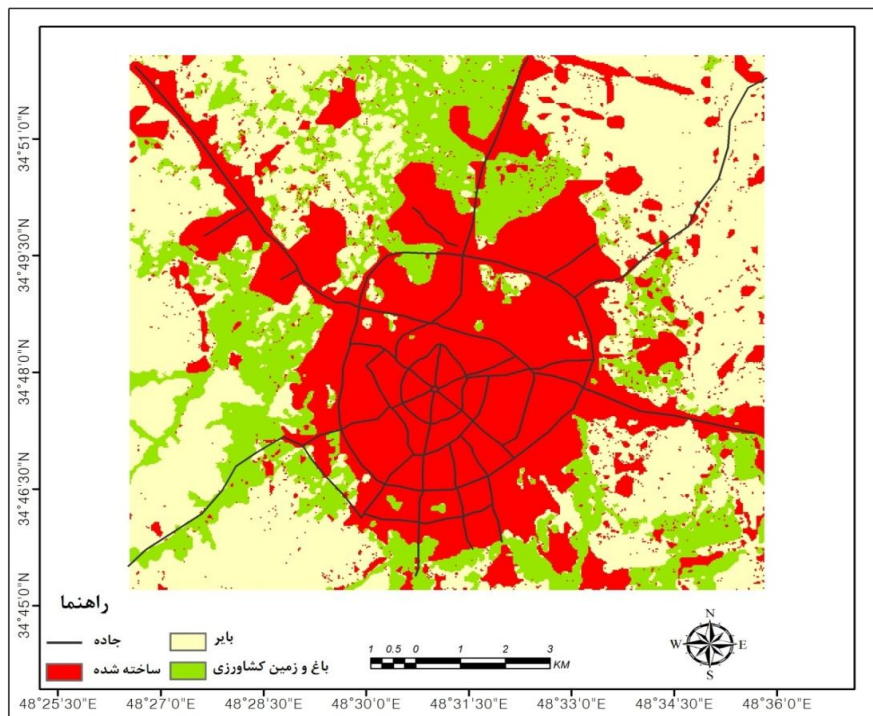 34°51'0"N
34°49'30"N
34°48'0"N
34°46'30"N
34°45'0"N
راهنما
جاده
بایر
ساخته شده
باغ و زمین کشاورزی
1 0.5 0 1 2 3
KM
N
W E
S
48°25'30"E 48°27'0"E 48°28'30"E 48°30'0"E 48°31'30"E 48°33'0"E 48°34'30"E 48°36'0"E